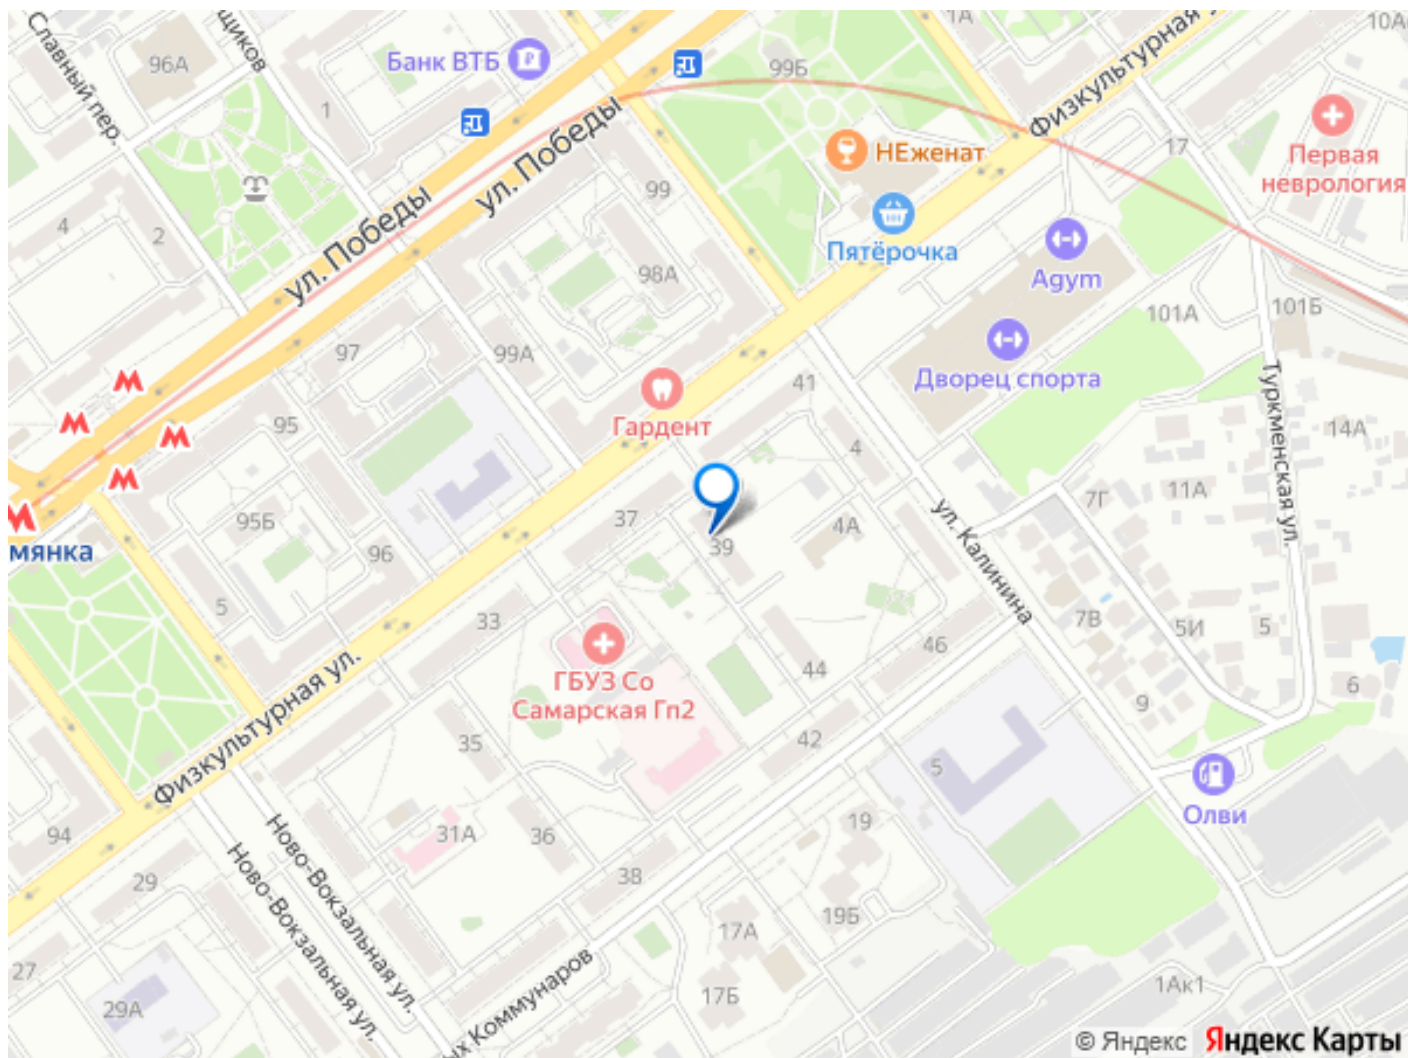 Славный пер.
щиков
96А
Банк ВТБ
1
1А
10А
99Б
Физкультурная у
ул. Победы
НЕженат
17
Первая
неврология
99
4
2
ул. Победы
Пятёрочка
98А
Agym
101А
101Б
97
99А
Дворец спорта
41
Гардент
95
4
Туркменская ул.
14А
М
М
М
М
М
мянка
95Б
96
37
39
4А
ул. Калинина
7Г
11А
5
33
7В
5И
5
46
44
6
ГБУЗ Со
Самарская Гп2
9
Физкультурная ул.
35
42
5
Олви
94
31А
36
19
Ново-Вокзальная ул.
Ново-Вокзальная ул.
29
38
19Б
17А
27
29А
17Б
1Ак1
ых Коммунаров
© Яндекс Яндекс Карты